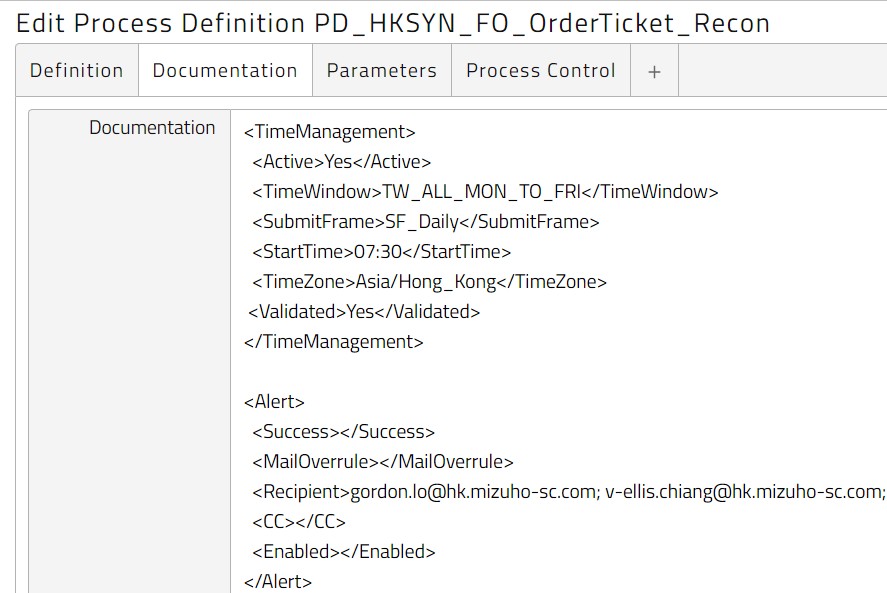 Edit Process Definition PD_HKSYN_FO_OrderTicket_Recon
Definition Documentation Parameters Process Control +
Documentation
<TimeManagement>
<Active>Yes</Active>
<TimeWindow>TW_ALL_MON_TO_FRI</TimeWindow>
<SubmitFrame>SF_Daily</SubmitFrame>
<StartTime>07:30</StartTime>
<TimeZone>Asia/Hong_Kong</TimeZone>
<Validated>Yes</Validated>
</TimeManagement>
<Alert>
<Success></Success>
<MailOverrule></MailOverrule>
<Recipient>gordon.lo@hk.mizuho-sc.com; v-ellis.chiang@hk.mizuho-sc.com;
<CC></CC>
<Enabled></Enabled>
</Alert>